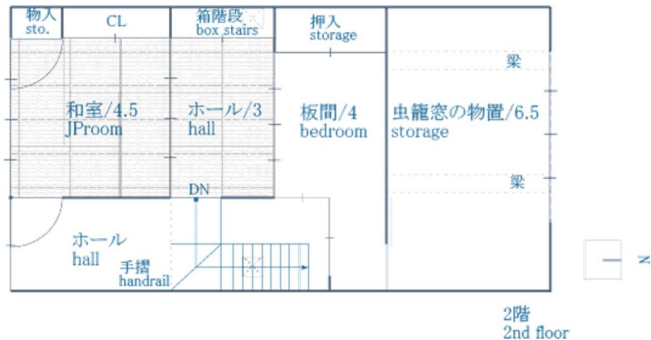 物入
sto.
CL
箱階段
box stairs
押入
storage
梁
和室/4.5
JProom
ホール/3
hall
板間/4
bedroom
虫籠窓の物置/6.5
storage
梁
DN
ホール
hall
手摺
handrail
N
2階
2nd floor